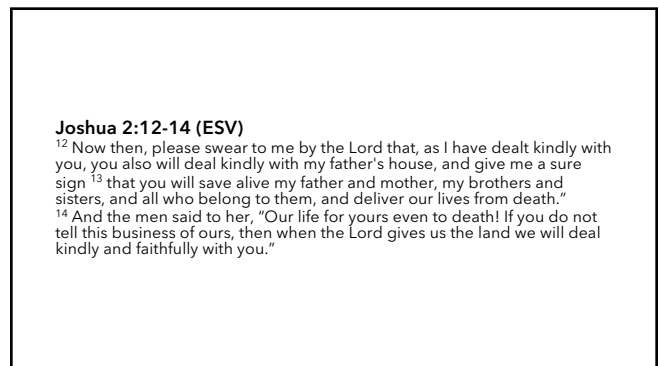 Joshua 2:12-14 (ESV)
12 Now then, please swear to me by the Lord that, as I have dealt kindly with
you, you also will deal kindly with my father's house, and give me a sure
sign 13 that you will save alive my father and mother, my brothers and
sisters, and all who belong to them, and deliver our lives from death.”
14 And the men said to her, “Our life for yours even to death! If you do not
tell this business of ours, then when the Lord gives us the land we will deal
kindly and faithfully with you.”